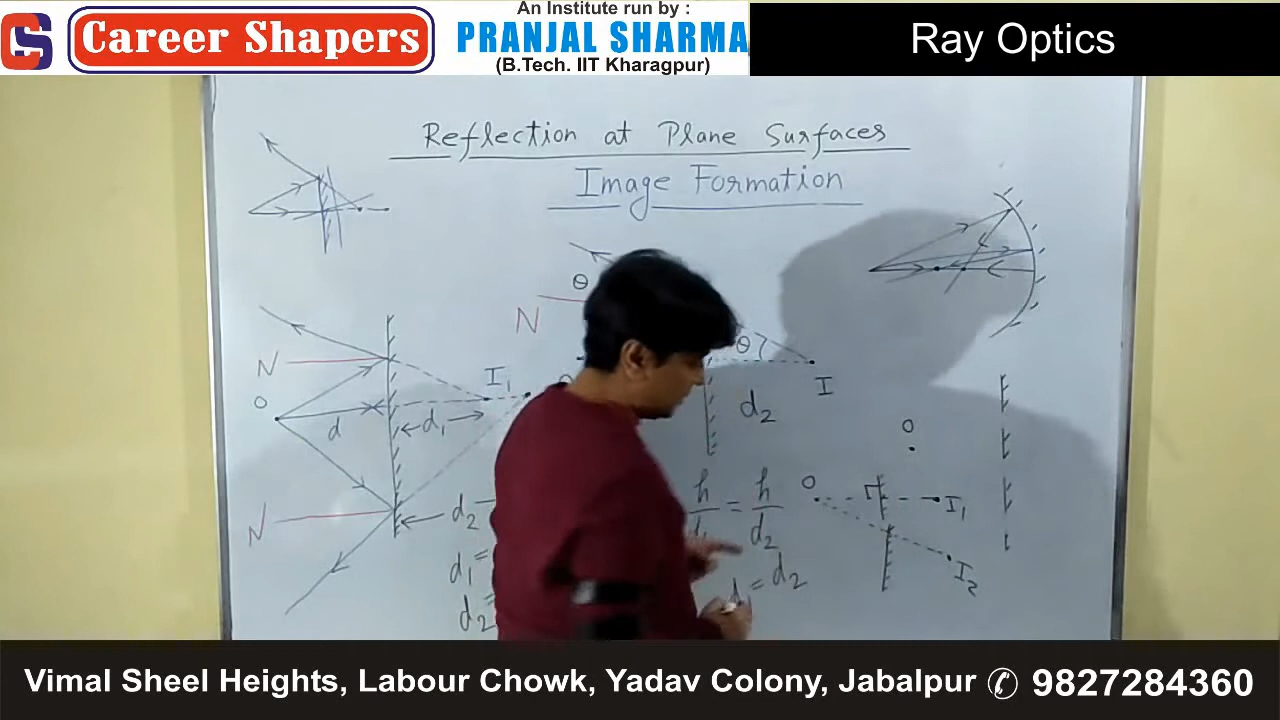 An Institute run by :
CS Career Shapers
PRANJAL SHARMA
(B.Tech. IIT Kharagpur)
Ray Optics
Reflection at Plane Surfaces
Image Formation
θ
N
N
O
I₁
d
d₁
N
d₂
d₁ =
d₂ =
θ
I
d₂
h = h
d₂
d₁ = d₂
O
O
I₁
I₂
Vimal Sheel Heights, Labour Chowk, Yadav Colony, Jabalpur ✆ 9827284360